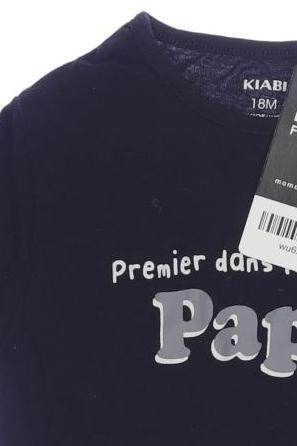 KIABI
18M
Premier dans
Pap